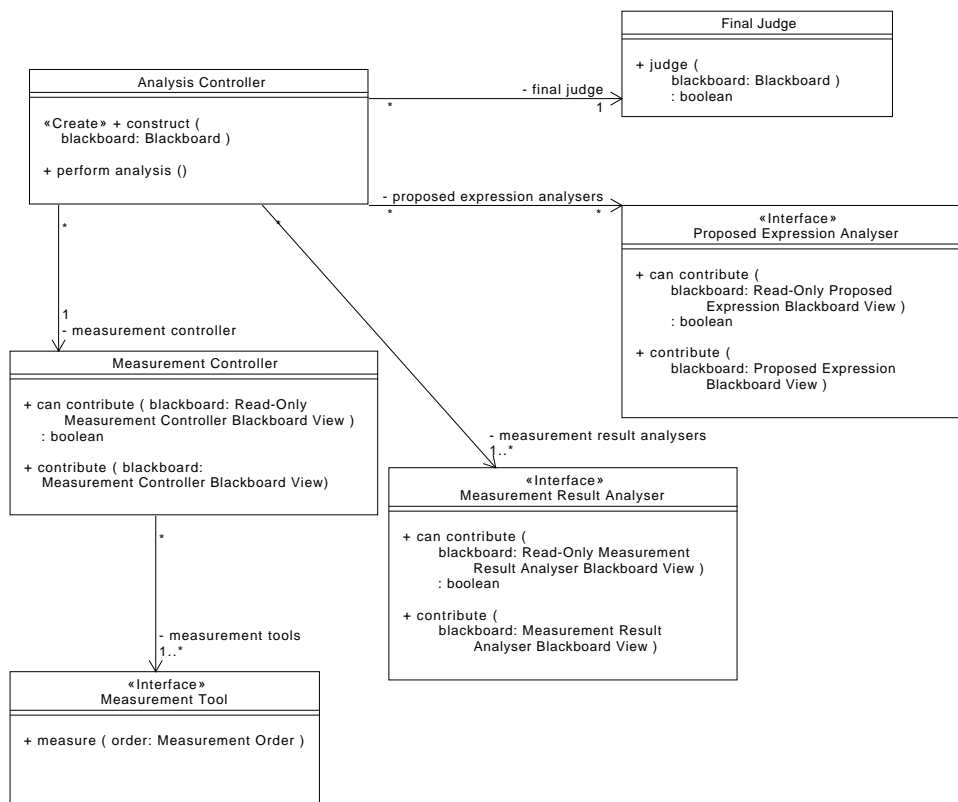 Final Judge
+ judge (
blackboard: Blackboard )
: boolean
Analysis Controller
«Create» + construct (
blackboard: Blackboard )
+ perform analysis ()
- final judge
*
1
- proposed expression analysers
*
*
«Interface»
Proposed Expression Analyser
+ can contribute (
blackboard: Read-Only Proposed
Expression Blackboard View )
: boolean
+ contribute (
blackboard: Proposed Expression
Blackboard View )
*
*
1
- measurement controller
Measurement Controller
+ can contribute ( blackboard: Read-Only
Measurement Controller Blackboard View )
: boolean
+ contribute ( blackboard:
Measurement Controller Blackboard View)
- measurement result analysers
1..*
«Interface»
Measurement Result Analyser
+ can contribute (
blackboard: Read-Only Measurement
Result Analyser Blackboard View )
: boolean
+ contribute (
blackboard: Measurement Result
Analyser Blackboard View )
*
- measurement tools
1..*
«Interface»
Measurement Tool
+ measure ( order: Measurement Order )